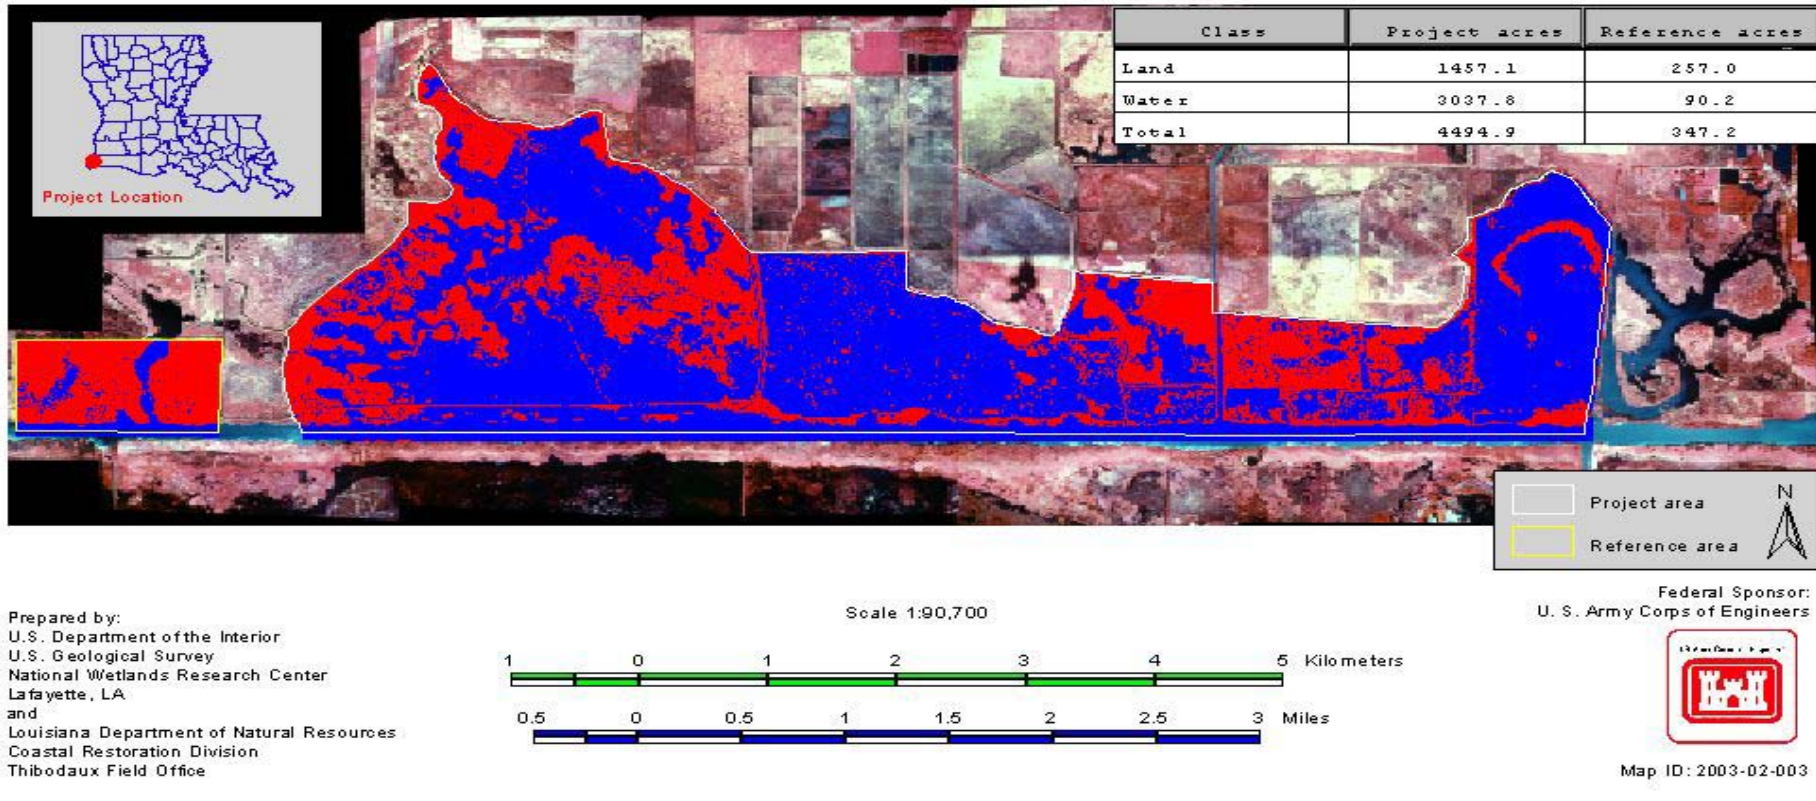 Project Location
Class Project acres Reference acres
Land 1457.1 257.0
Water 3037.8 90.2
Total 4494.9 347.2
Project area
N
Reference area
Prepared by:
U.S. Department of the Interior
U.S. Geological Survey
National Wetlands Research Center
Lafayette, LA
and
Louisiana Department of Natural Resources
Coastal Restoration Division
Thibodaux Field Office
Scale 1:90,700
1 0 1 2 3 4 5 Kilometers
0.5 0 0.5 1 1.5 2 2.5 3 Miles
Federal Sponsor:
U. S. Army Corps of Engineers
Map ID: 2003-02-003